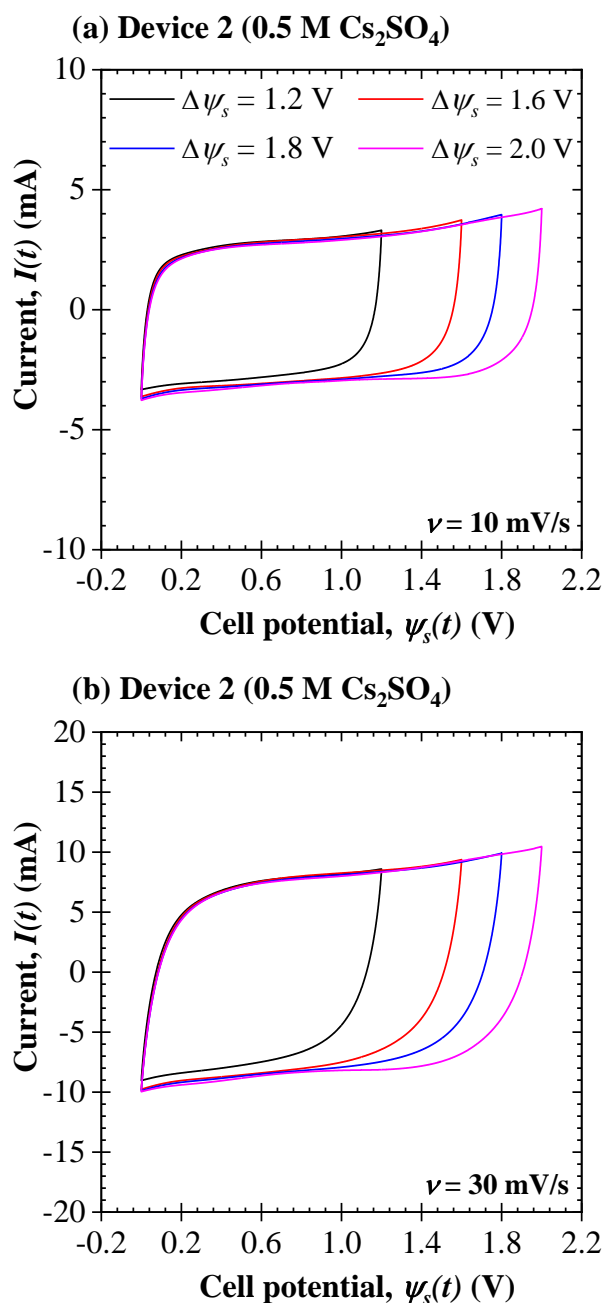 (a) Device 2 (0.5 M Cs₂SO₄)
10
5
0
-5
-10
Current, I(t) (mA)
Δψₛ = 1.2 V
Δψₛ = 1.6 V
Δψₛ = 1.8 V
Δψₛ = 2.0 V
ν = 10 mV/s
-0.2 0.2 0.6 1.0 1.4 1.8 2.2
Cell potential, ψₛ(t) (V)
(b) Device 2 (0.5 M Cs₂SO₄)
20
15
10
5
0
-5
-10
-15
-20
Current, I(t) (mA)
ν = 30 mV/s
-0.2 0.2 0.6 1.0 1.4 1.8 2.2
Cell potential, ψₛ(t) (V)